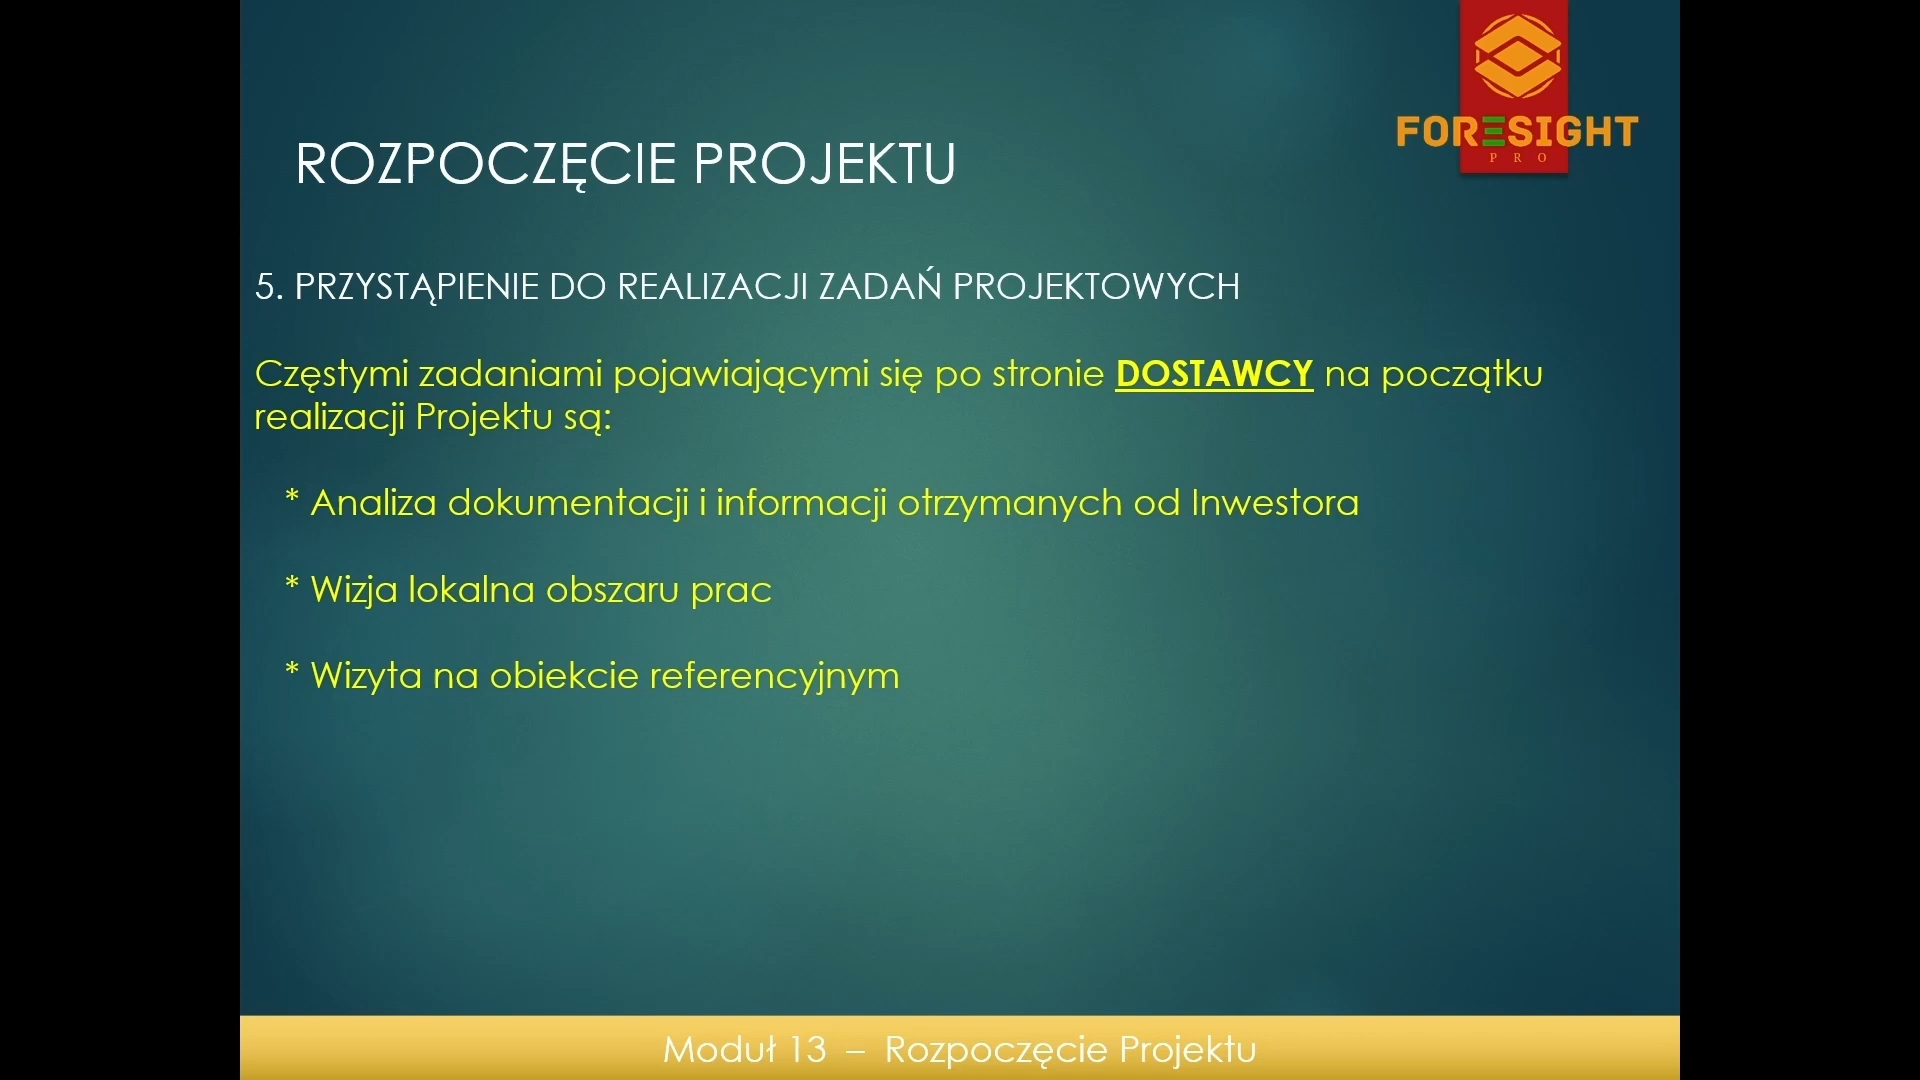 FORESIGHT
PRO
ROZPOCZĘCIE PROJEKTU
5. PRZYSTĄPIENIE DO REALIZACJI ZADAŃ PROJEKTOWYCH
Częstymi zadaniami pojawiającymi się po stronie DOSTAWCY na początku
realizacji Projektu są:
* Analiza dokumentacji i informacji otrzymanych od Inwestora
* Wizja lokalna obszaru prac
* Wizyta na obiekcie referencyjnym
Moduł 13 – Rozpoczęcie Projektu